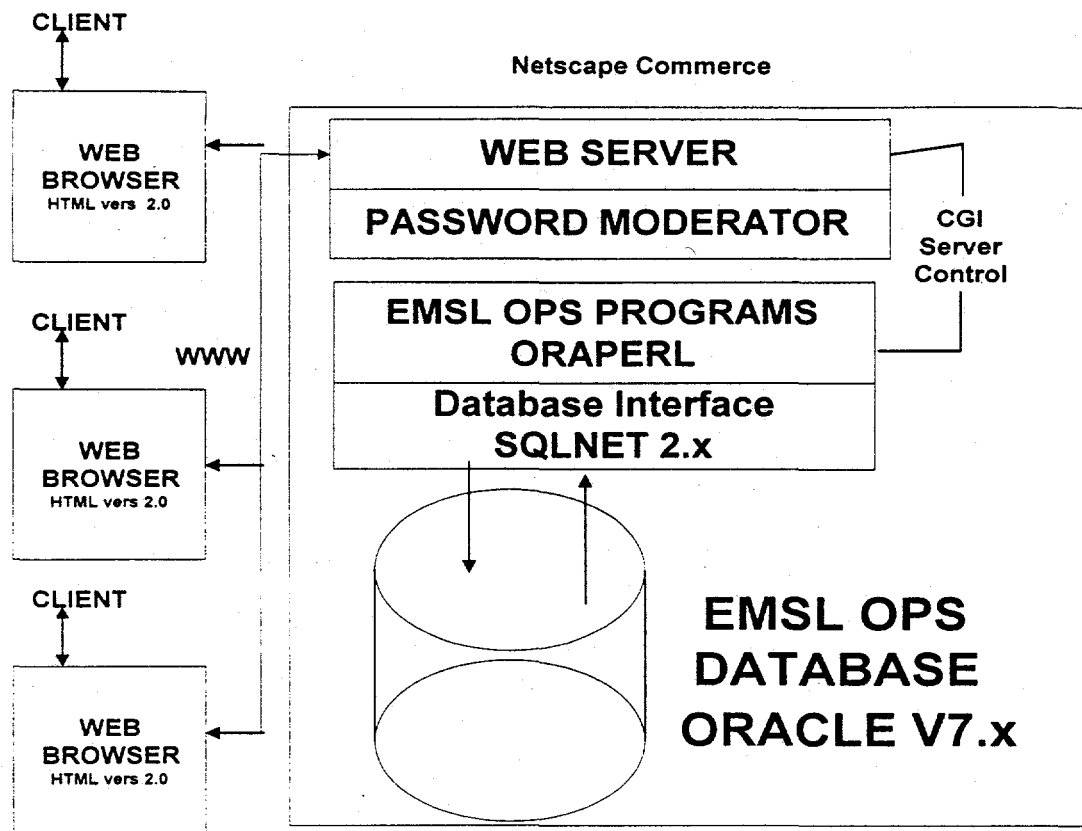 CLIENT
WEB
BROWSER
HTML vers 2.0
CLIENT
WWW
WEB
BROWSER
HTML vers 2.0
CLIENT
WEB
BROWSER
HTML vers 2.0
Netscape Commerce
WEB SERVER
PASSWORD MODERATOR
CGI
Server
Control
EMSL OPS PROGRAMS
ORAPERL
Database Interface
SQLNET 2.x
EMSL OPS
DATABASE
ORACLE V7.x